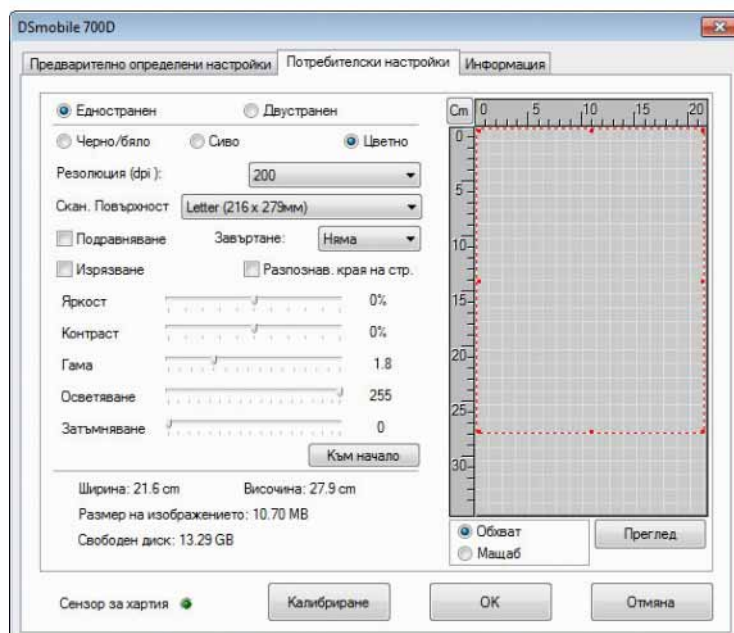 DSmobile 700D
Предварително определени настройки Потребителски настройки Информация
Едностранен Двустранен
Черно/бяло Сиво Цветно
Резолюция (dpi ): 200
Скан. Повърхност Letter (216 x 279мм)
Подравняване Завъртане: Няма
Изрязване Разпознав. края на стр.
Яркост 0%
Контраст 0%
Гама 1.8
Осветяване 255
Затъмняване 0
Към начало
Ширина: 21.6 cm Височина: 27.9 cm
Размер на изображението: 10.70 MB
Свободен диск: 13.29 GB
Cm 0 5 10 15 20
0
5
10
15
20
25
30
Обхват Преглед
Мащаб
Сензор за хартия Калибриране OK Отмяна